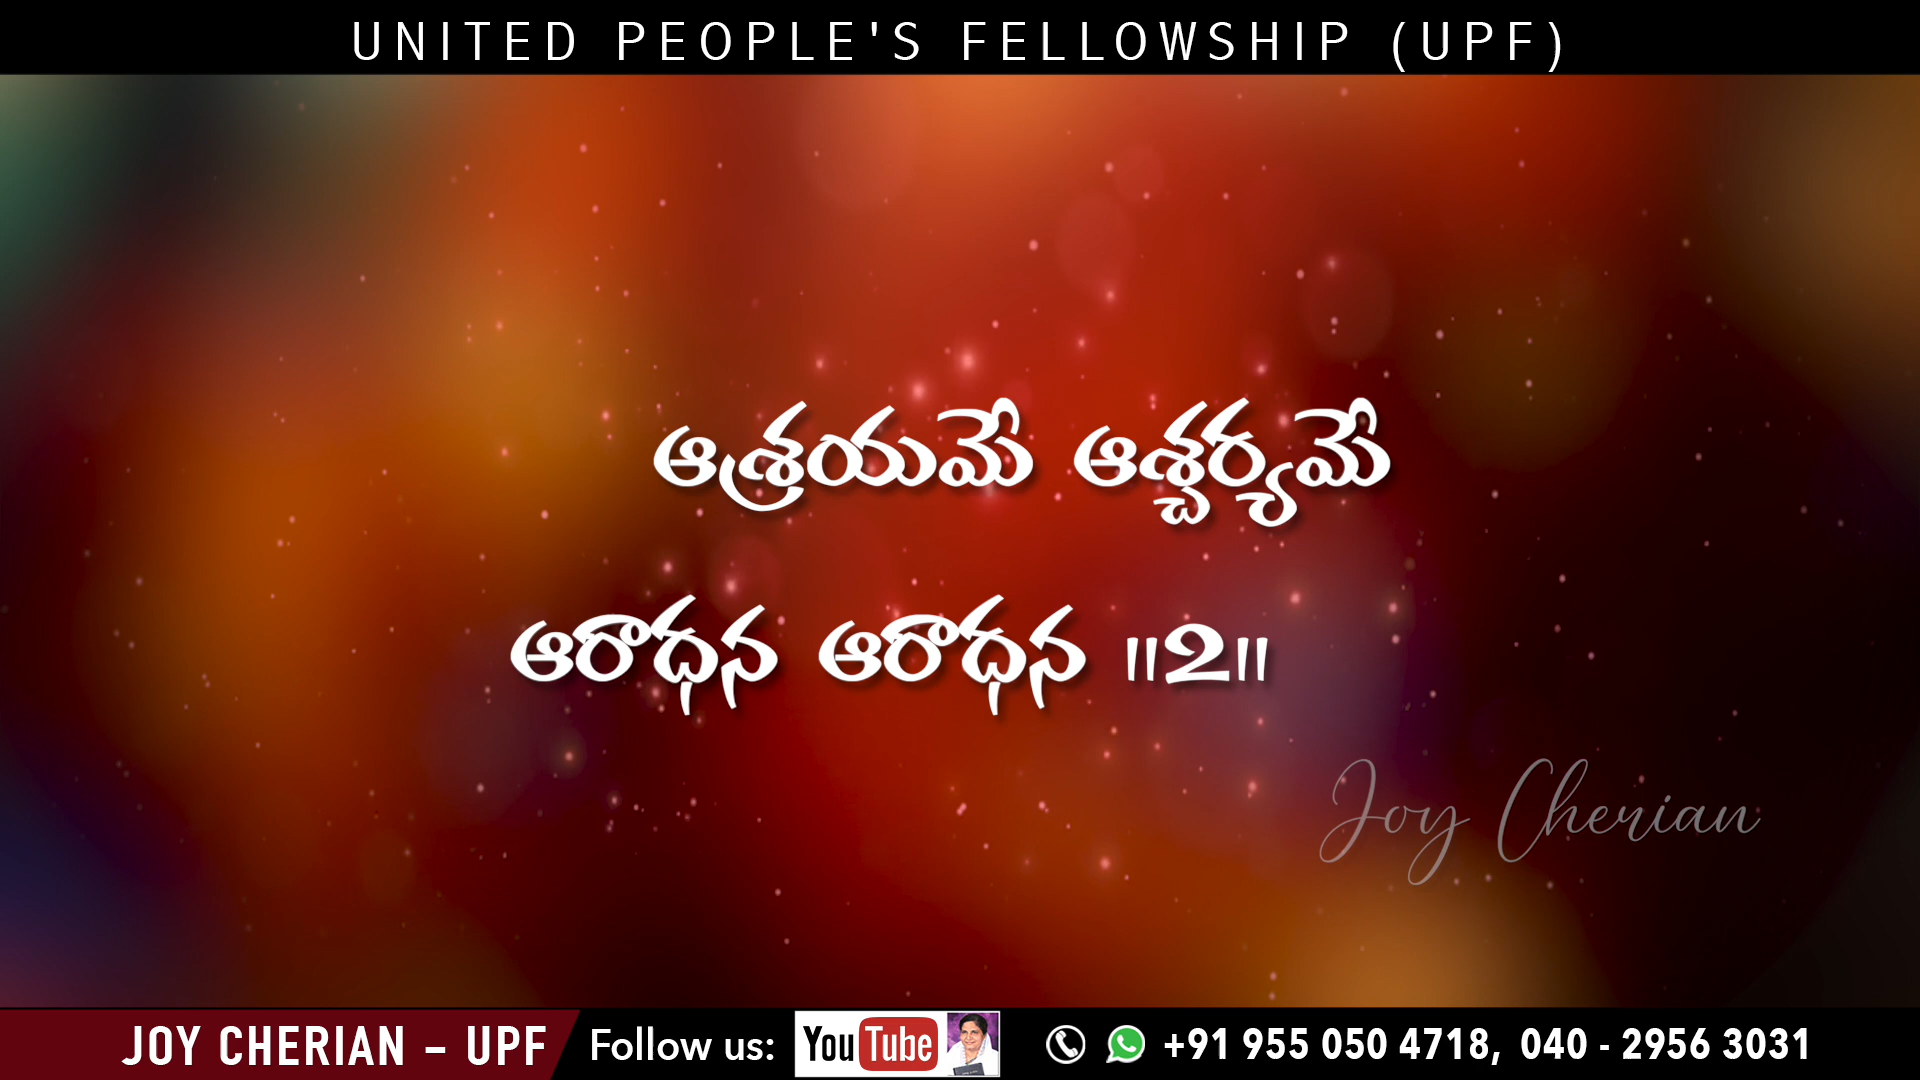 UNITED PEOPLE'S FELLOWSHIP (UPF)
ఆశ్రయమే ఆశ్చర్యమే
ఆరాధన ఆరాధన ||2||
Joy Cherian
JOY CHERIAN – UPF Follow us: YouTube +91 955 050 4718, 040 - 2956 3031